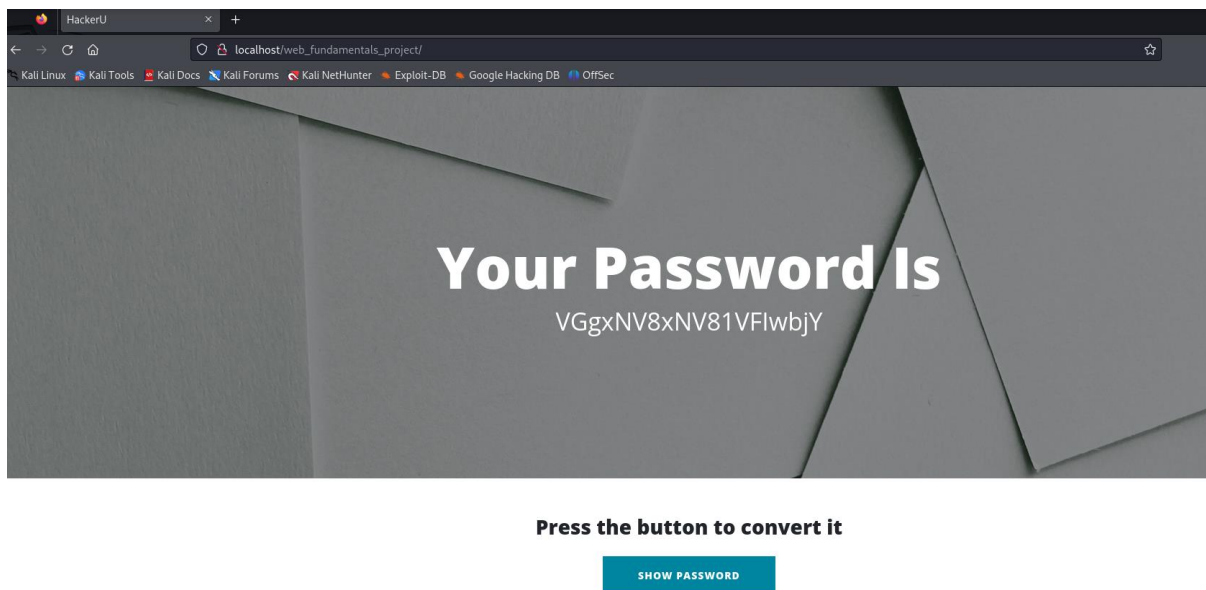 HackerU
localhost/web_fundamentals_project/
Kali Linux Kali Tools Kali Docs Kali Forums Kali NetHunter Exploit-DB Google Hacking DB OffSec
Your Password Is
VGgxNV8xNV81VFIwbjY
Press the button to convert it
SHOW PASSWORD